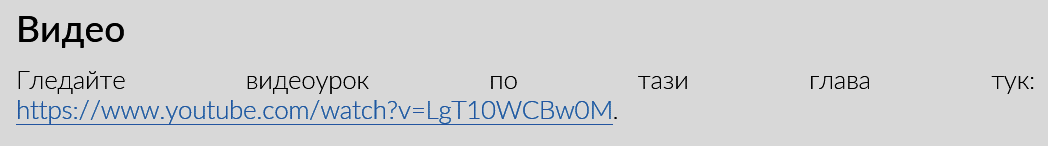 Видео
Гледайте видеоурок по тази глава тук:
https://www.youtube.com/watch?v=LgT10WCBw0M.